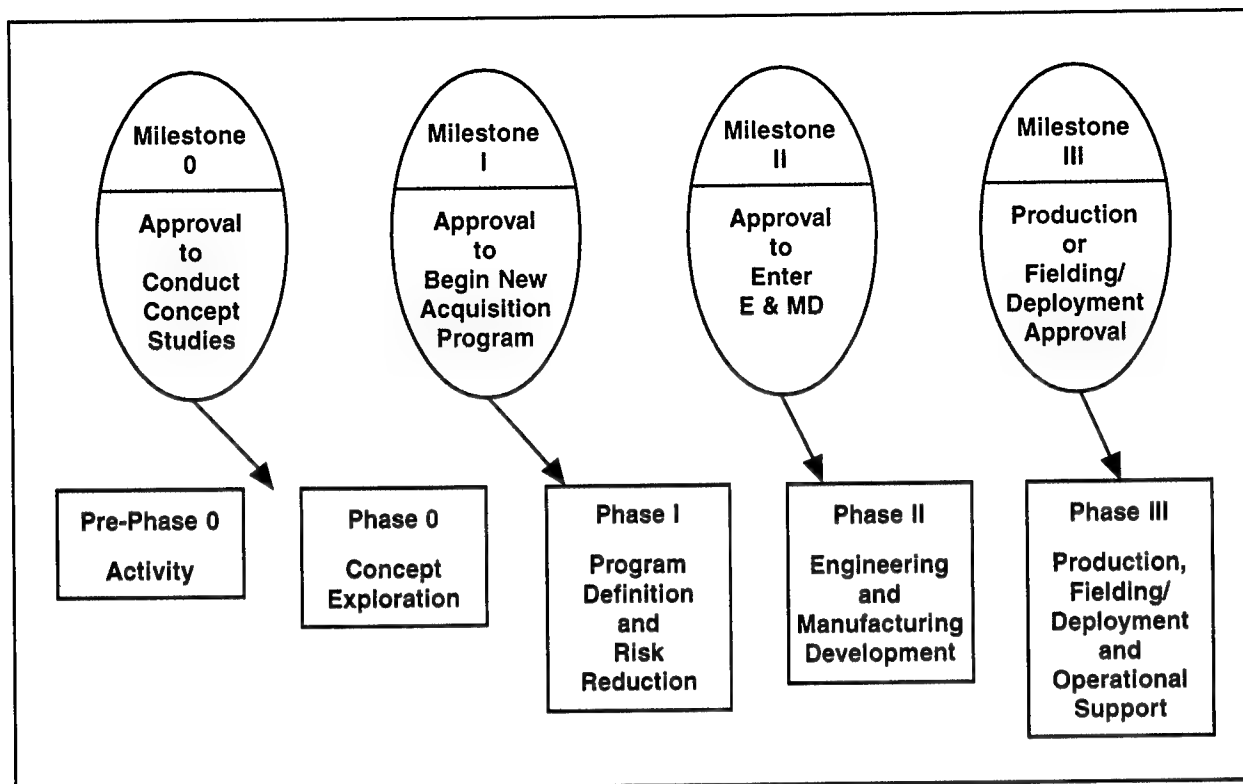 Milestone
0
Approval
to
Conduct
Concept
Studies
Milestone
I
Approval
to
Begin New
Acquisition
Program
Milestone
II
Approval
to
Enter
E & MD
Milestone
III
Production
or
Fielding/
Deployment
Approval
Pre-Phase 0
Activity
Phase 0
Concept
Exploration
Phase I
Program
Definition
and
Risk
Reduction
Phase II
Engineering
and
Manufacturing
Development
Phase III
Production,
Fielding/
Deployment
and
Operational
Support